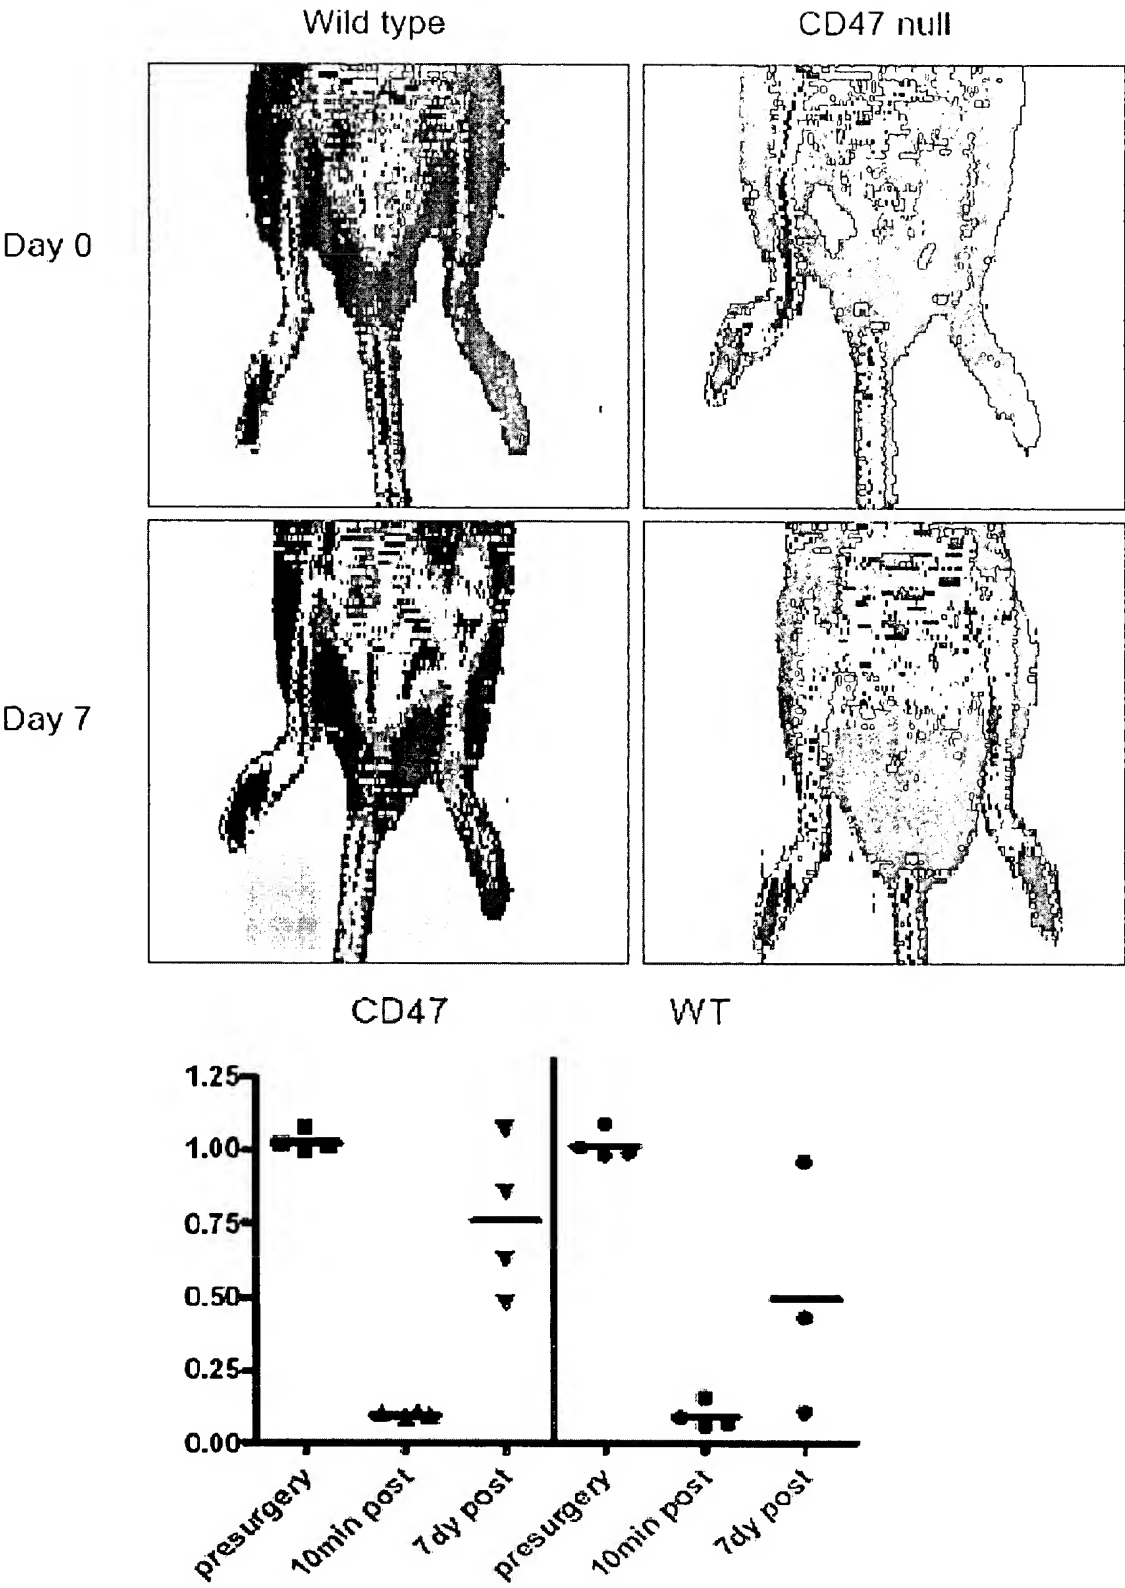 Wild type
CD47 null
Day 0
Day 7
CD47
WT
1.25
1.00
0.75
0.50
0.25
0.00
presurgery
10min post
7dy post
presurgery
10min post
7dy post